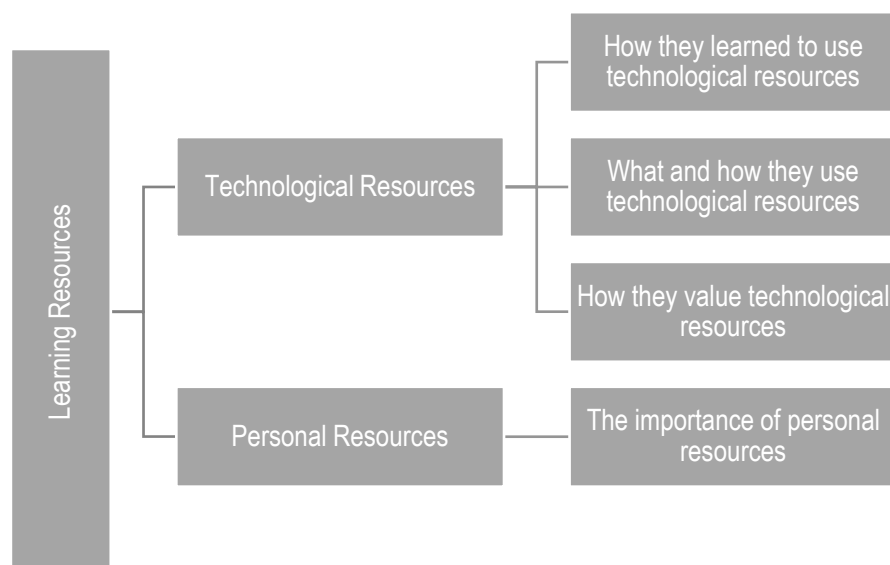 Learning Resources
Technological Resources
How they learned to use
technological resources
What and how they use
technological resources
How they value technological
resources
Personal Resources
The importance of personal
resources